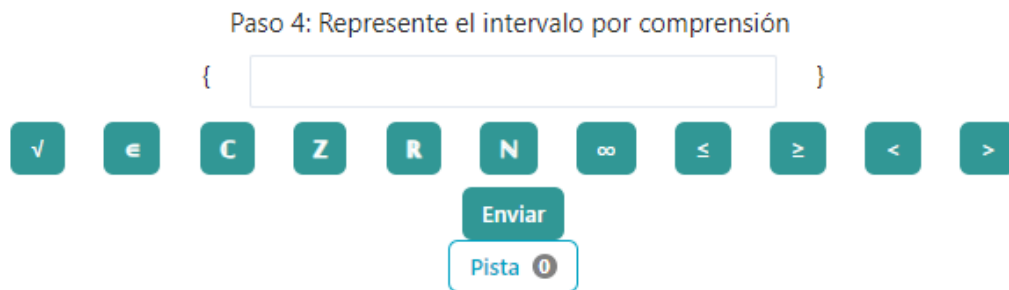 Paso 4: Represente el intervalo por comprensión
{ }
√ ∈ C Z R N ∞ ≤ ≥ < >
Enviar
Pista 0